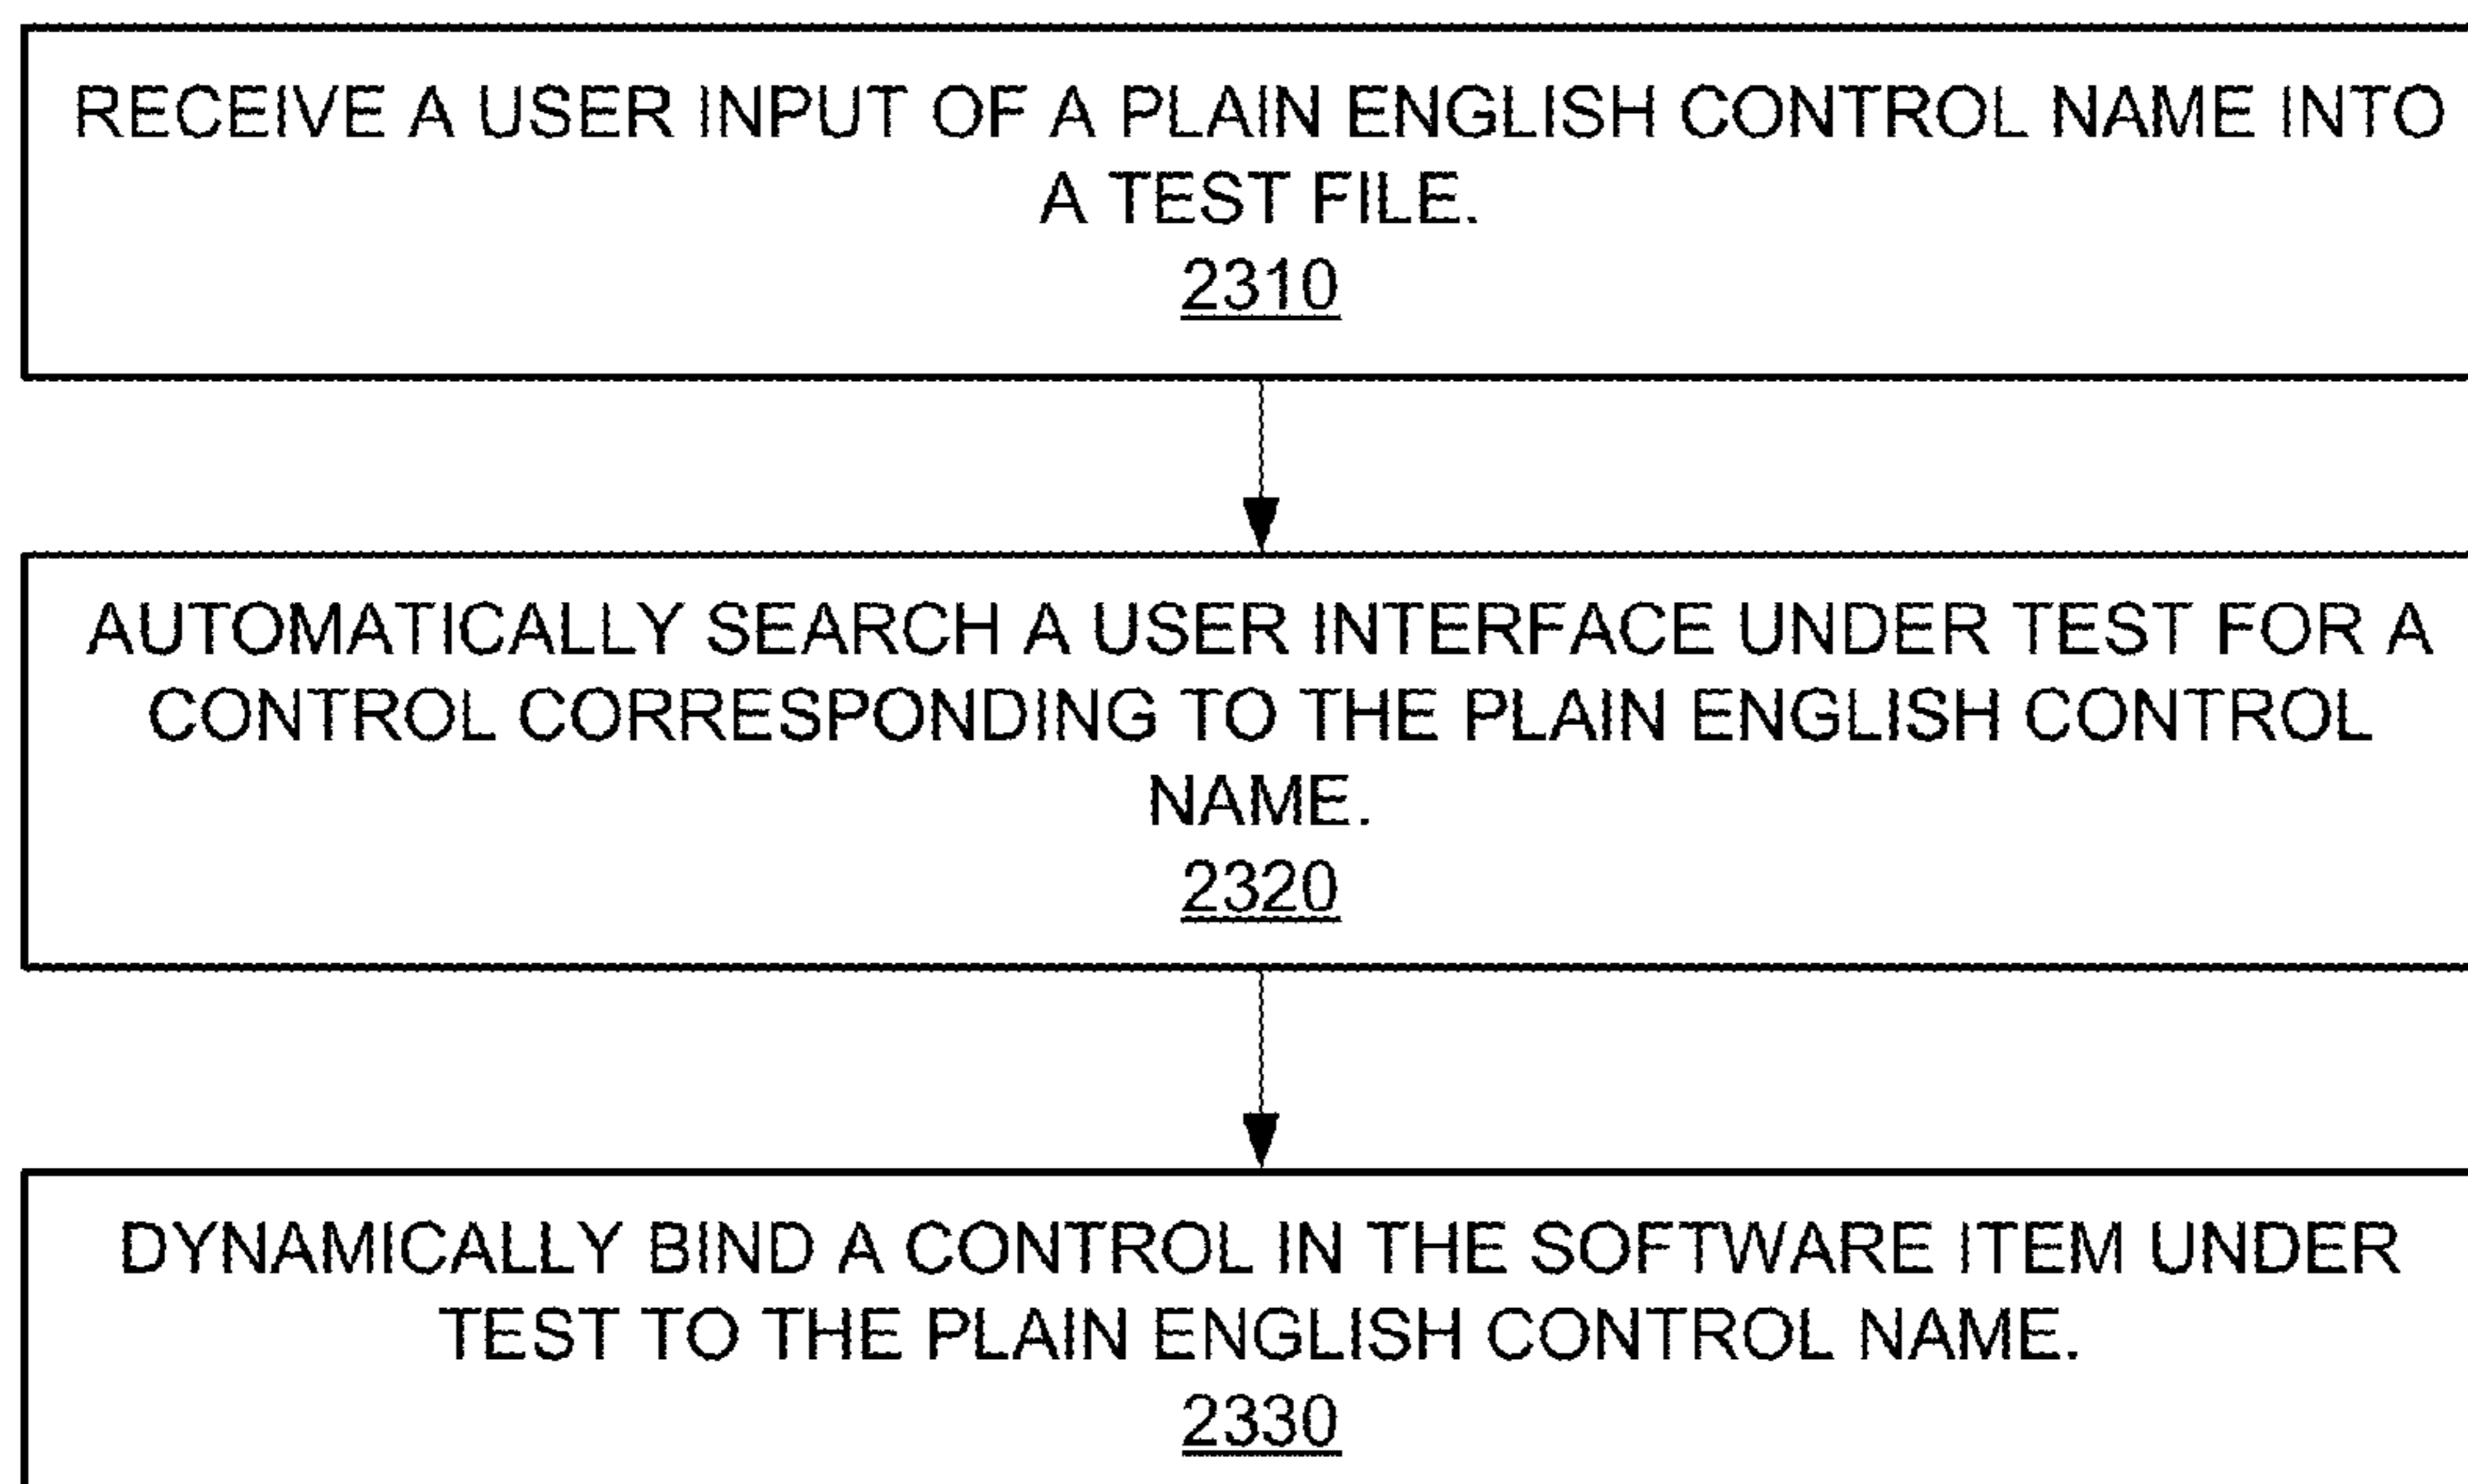 RECEIVE A USER INPUT OF A PLAIN ENGLISH CONTROL NAME INTO
A TEST FILE.
2310
AUTOMATICALLY SEARCH A USER INTERFACE UNDER TEST FOR A
CONTROL CORRESPONDING TO THE PLAIN ENGLISH CONTROL
NAME.
2320
DYNAMICALLY BIND A CONTROL IN THE SOFTWARE ITEM UNDER
TEST TO THE PLAIN ENGLISH CONTROL NAME.
2330